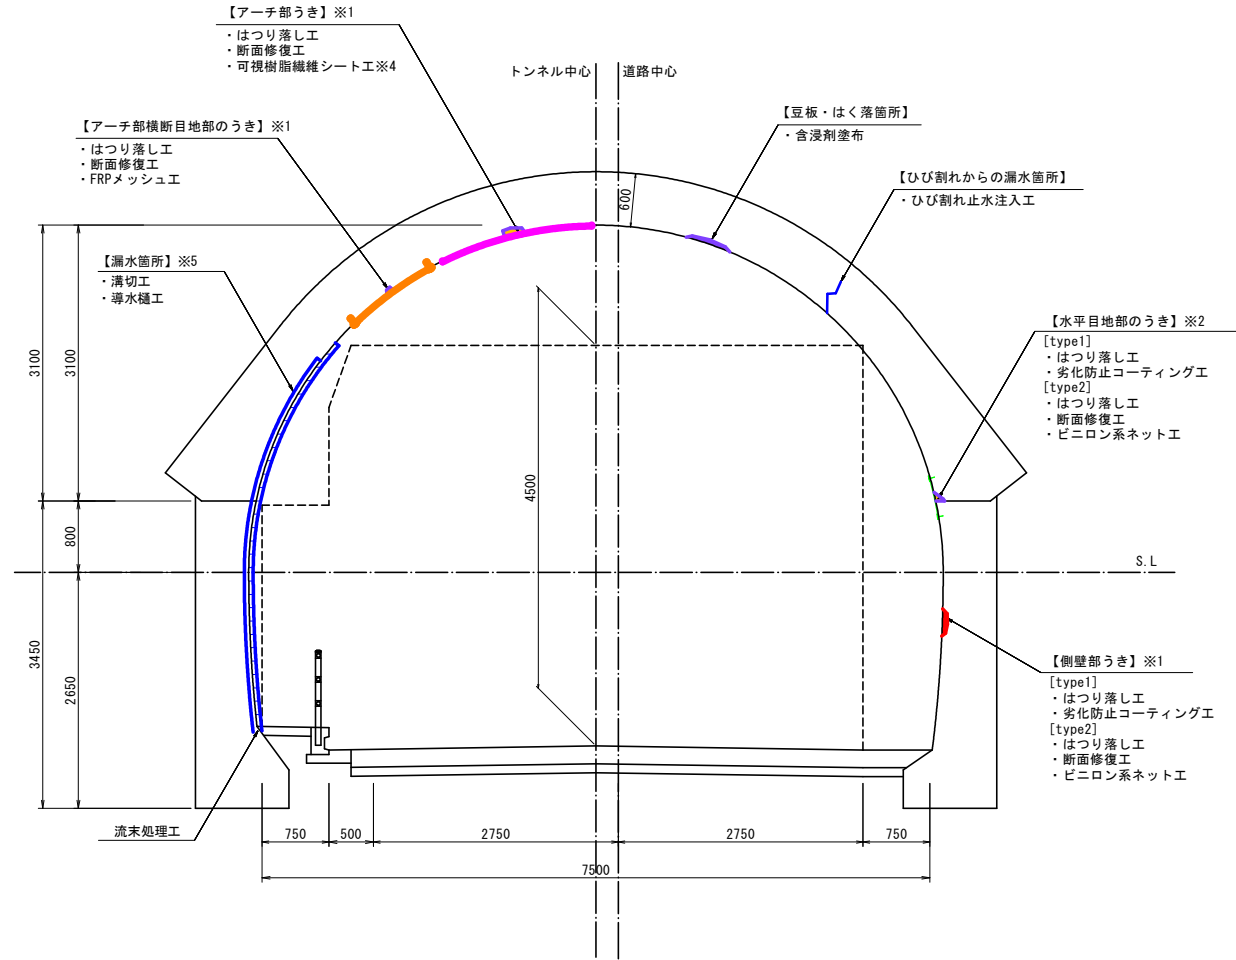 【アーチ部うき】※1
・はつり落し工
・断面修復工
・可視樹脂繊維シート工※4
トンネル中心
道路中心
【アーチ部横断目地部のうき】※1
・はつり落し工
・断面修復工
・FRPメッシュ工
【豆板・はく落箇所】
・含浸剤塗布
【ひび割れからの漏水箇所】
・ひび割れ止水注入工
600
【漏水箇所】※5
・溝切工
・導水樋工
【水平目地部のうき】※2
[type1]
・はつり落し工
・劣化防止コーティング工
[type2]
・はつり落し工
・断面修復工
・ビニロン系ネット工
3100
3100
4500
800
S.L
3450
2650
【側壁部うき】※1
[type1]
・はつり落し工
・劣化防止コーティング工
[type2]
・はつり落し工
・断面修復工
・ビニロン系ネット工
流末処理工
750
500
2750
2750
750
7500